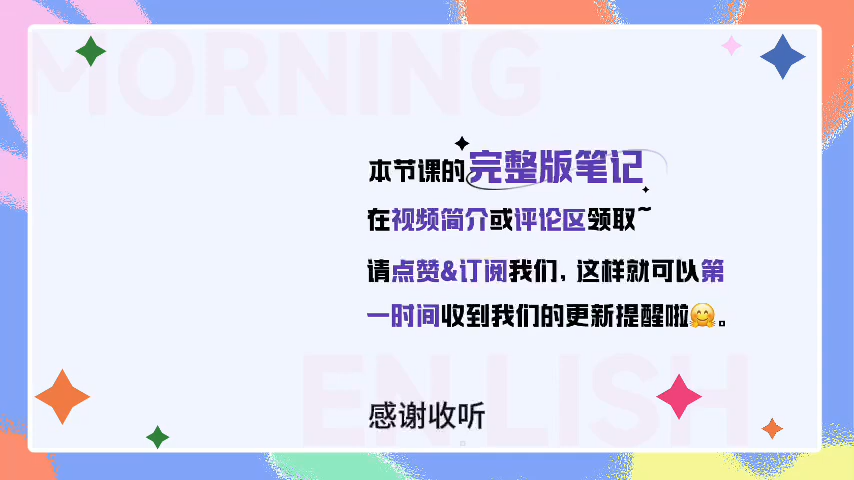 MORNING
本节课的完整版笔记
在视频简介或评论区领取~
请点赞&订阅我们，这样就可以第
一时间收到我们的更新提醒啦🤗。
EN LISH
感谢收听